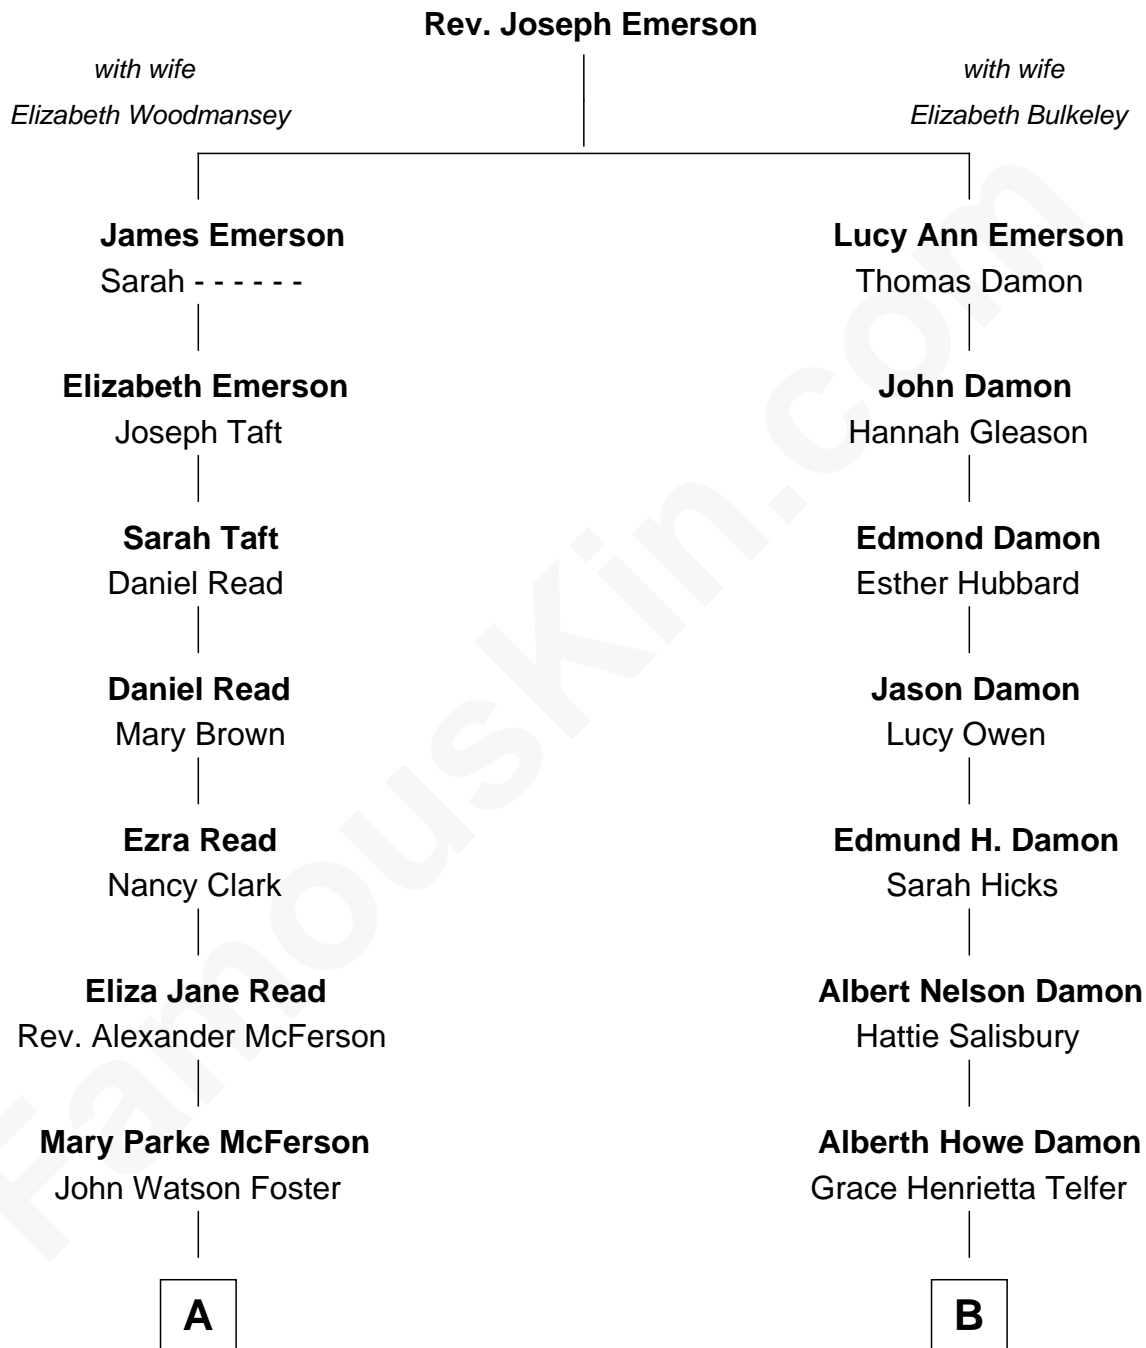 Rev. Joseph Emerson
with wife
Elizabeth Woodmansey
with wife
Elizabeth Bulkeley
James Emerson
Sarah - - - - - -
Lucy Ann Emerson
Thomas Damon
Elizabeth Emerson
Joseph Taft
John Damon
Hannah Gleason
Sarah Taft
Daniel Read
Edmond Damon
Esther Hubbard
Daniel Read
Mary Brown
Jason Damon
Lucy Owen
Ezra Read
Nancy Clark
Edmund H. Damon
Sarah Hicks
Eliza Jane Read
Rev. Alexander McFerson
Albert Nelson Damon
Hattie Salisbury
Mary Parke McFerson
John Watson Foster
Alberth Howe Damon
Grace Henrietta Telfer
A
B
FamousKin.com